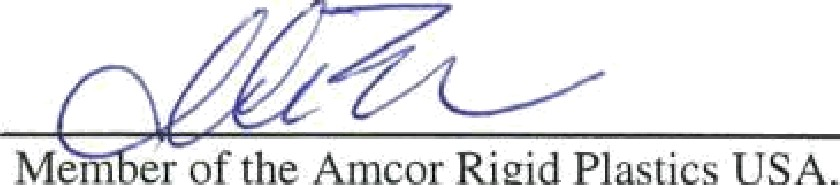 Member of the Amcor Rigid Plastics USA,